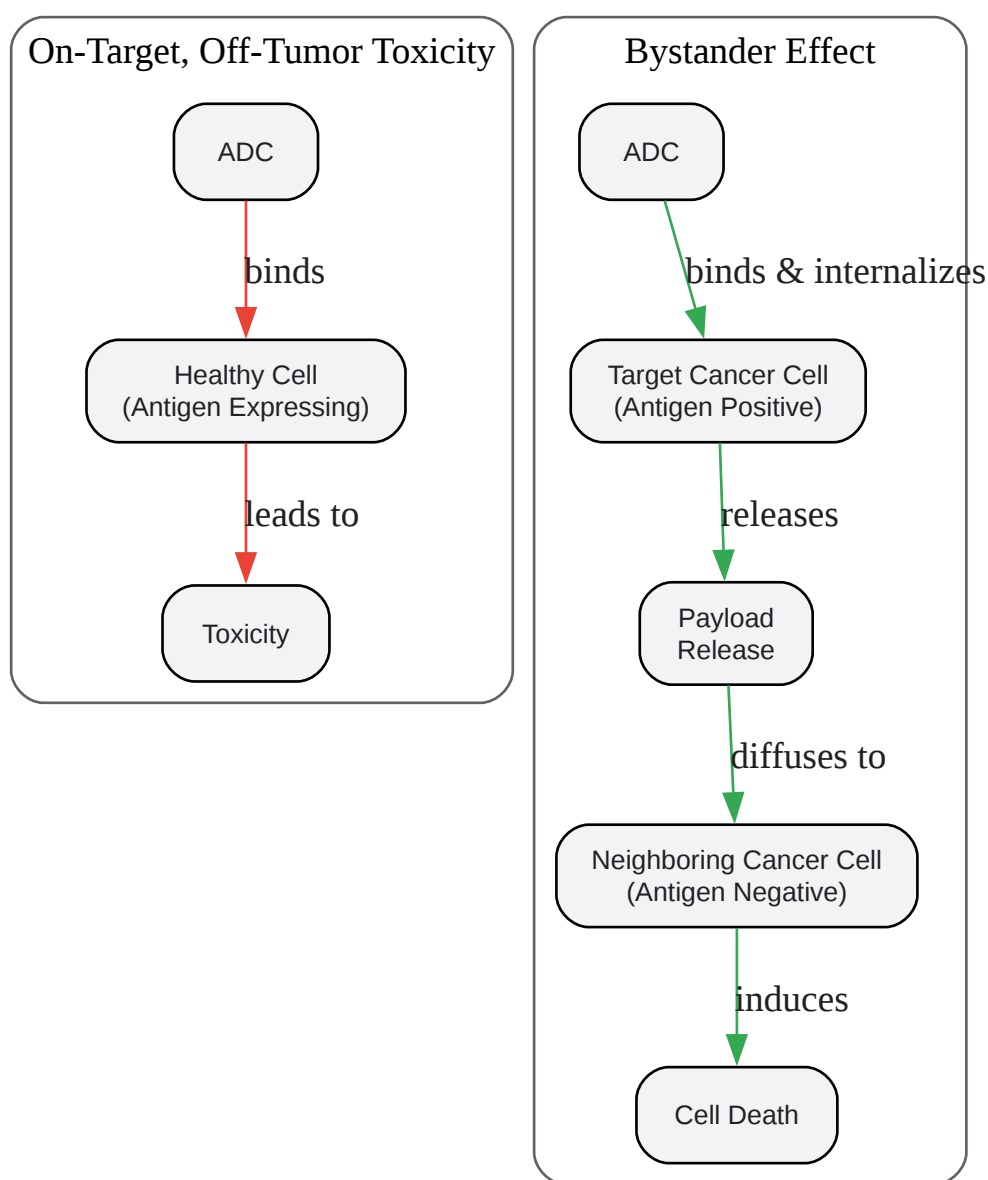 On-Target, Off-Tumor Toxicity
ADC
binds
Healthy Cell
(Antigen Expressing)
leads to
Toxicity
Bystander Effect
ADC
binds & internalizes
Target Cancer Cell
(Antigen Positive)
releases
Payload
Release
diffuses to
Neighboring Cancer Cell
(Antigen Negative)
induces
Cell Death